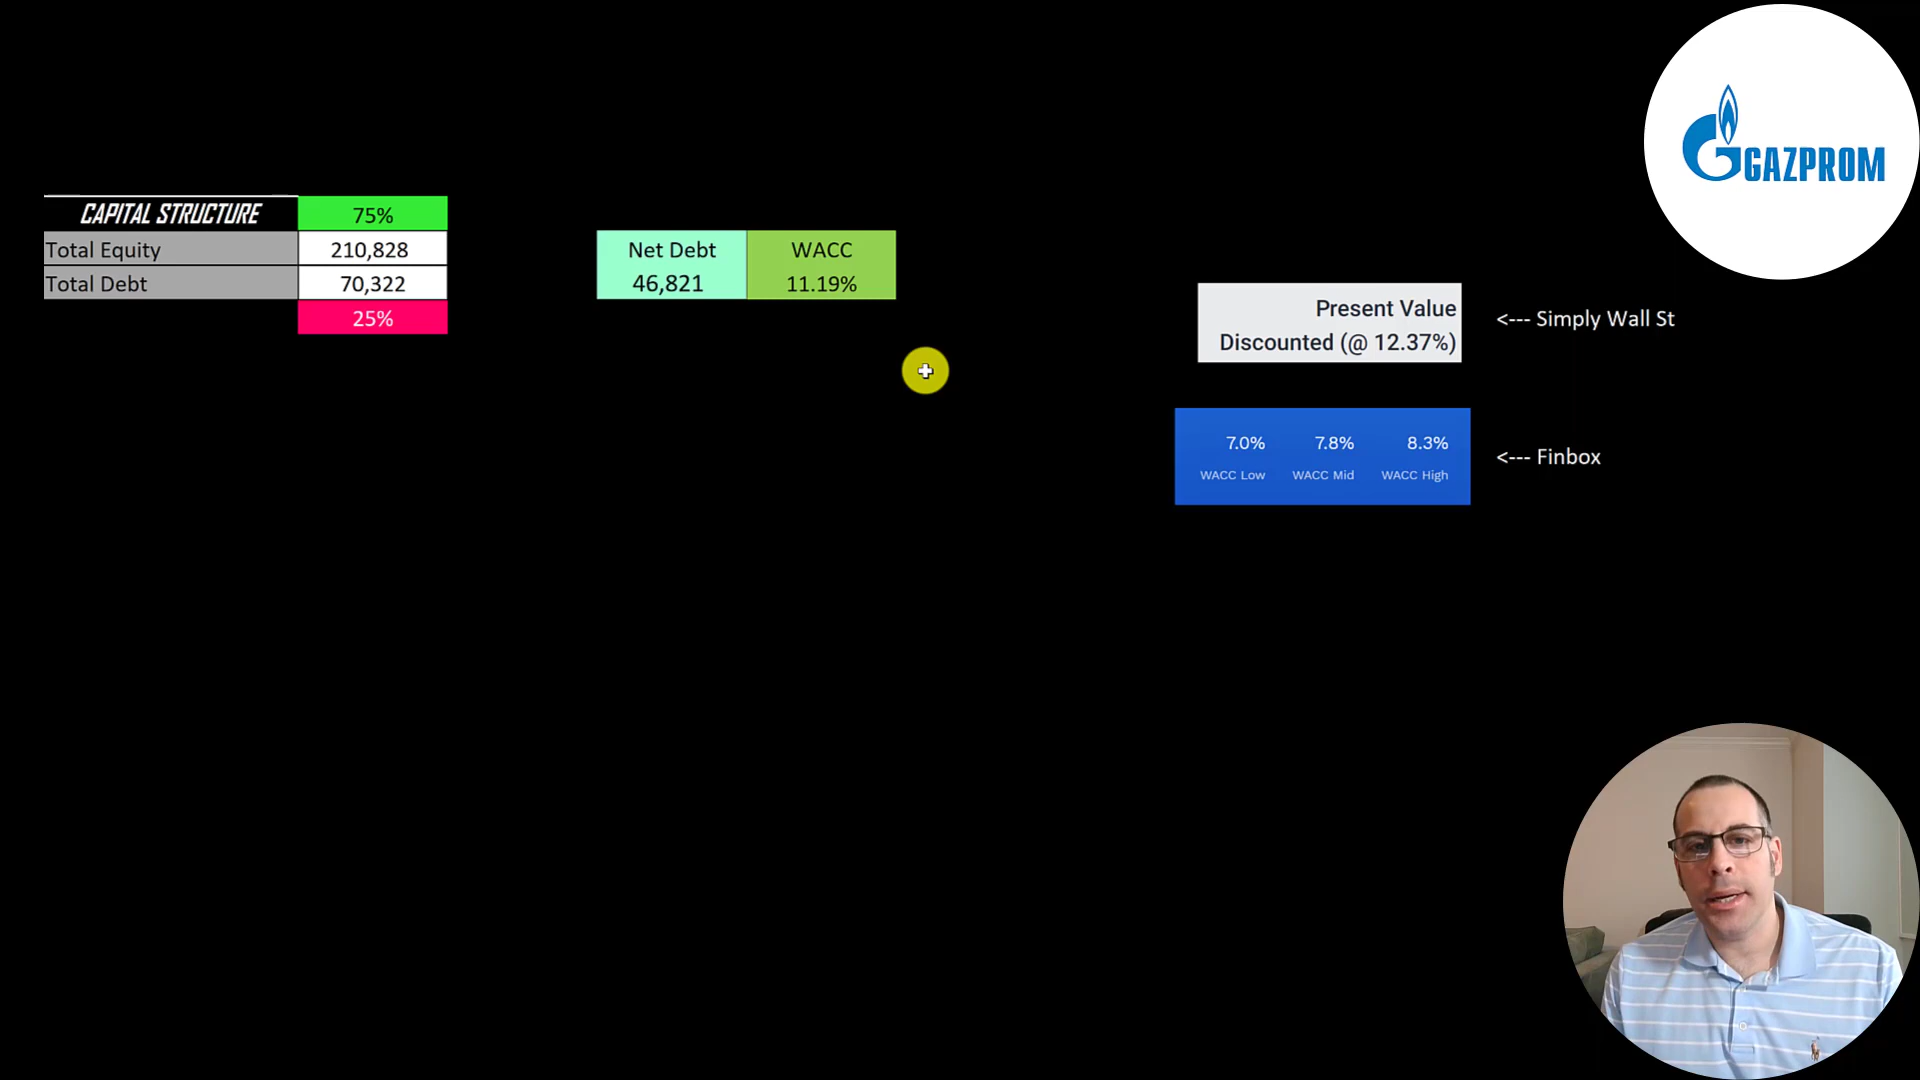 GAZPROM
CAPITAL STRUCTURE 75%
Total Equity 210,828
Total Debt 70,322
25%
Net Debt WACC
46,821 11.19%
Present Value
Discounted (@ 12.37%)
<--- Simply Wall St
7.0% 7.8% 8.3%
WACC Low WACC Mid WACC High
<--- Finbox